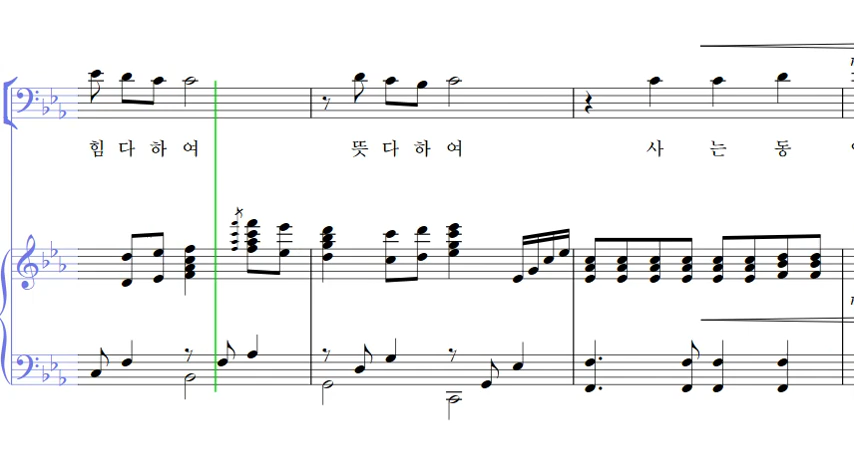 힘 다 하 여 뜻 다 하 여 사 는 동